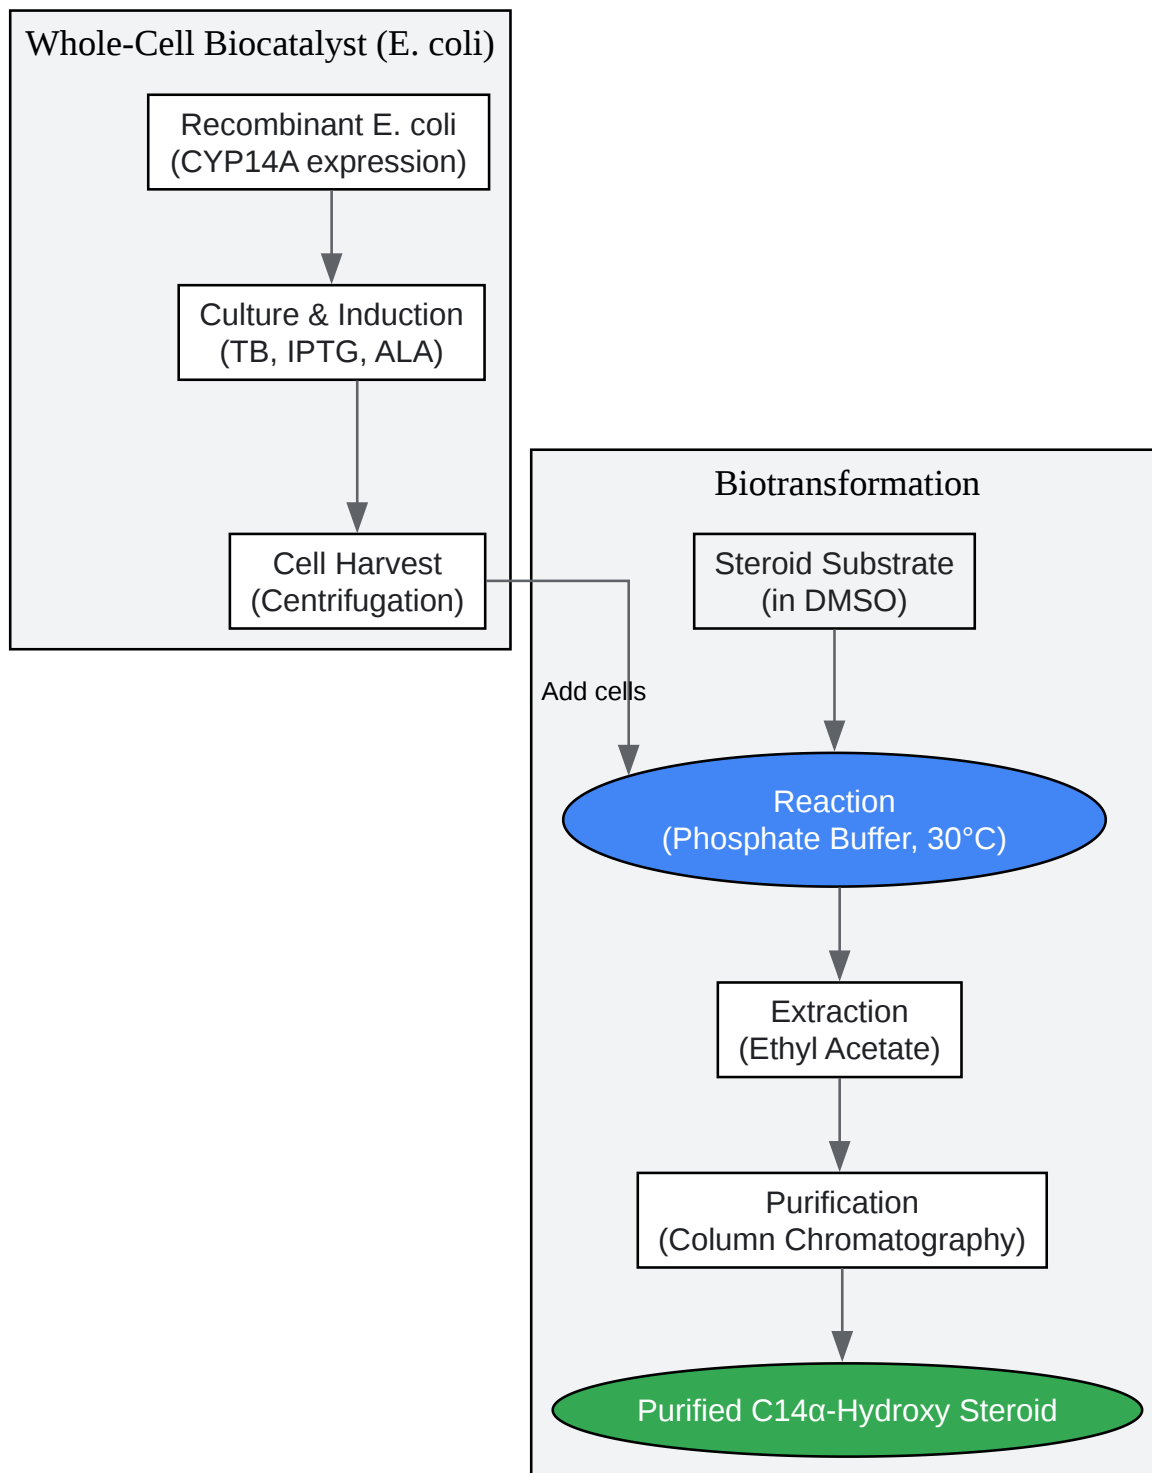 Whole-Cell Biocatalyst (E. coli)
Recombinant E. coli
(CYP14A expression)
Culture & Induction
(TB, IPTG, ALA)
Cell Harvest
(Centrifugation)
Add cells
Biotransformation
Steroid Substrate
(in DMSO)
Reaction
(Phosphate Buffer, 30°C)
Extraction
(Ethyl Acetate)
Purification
(Column Chromatography)
Purified C14α-Hydroxy Steroid